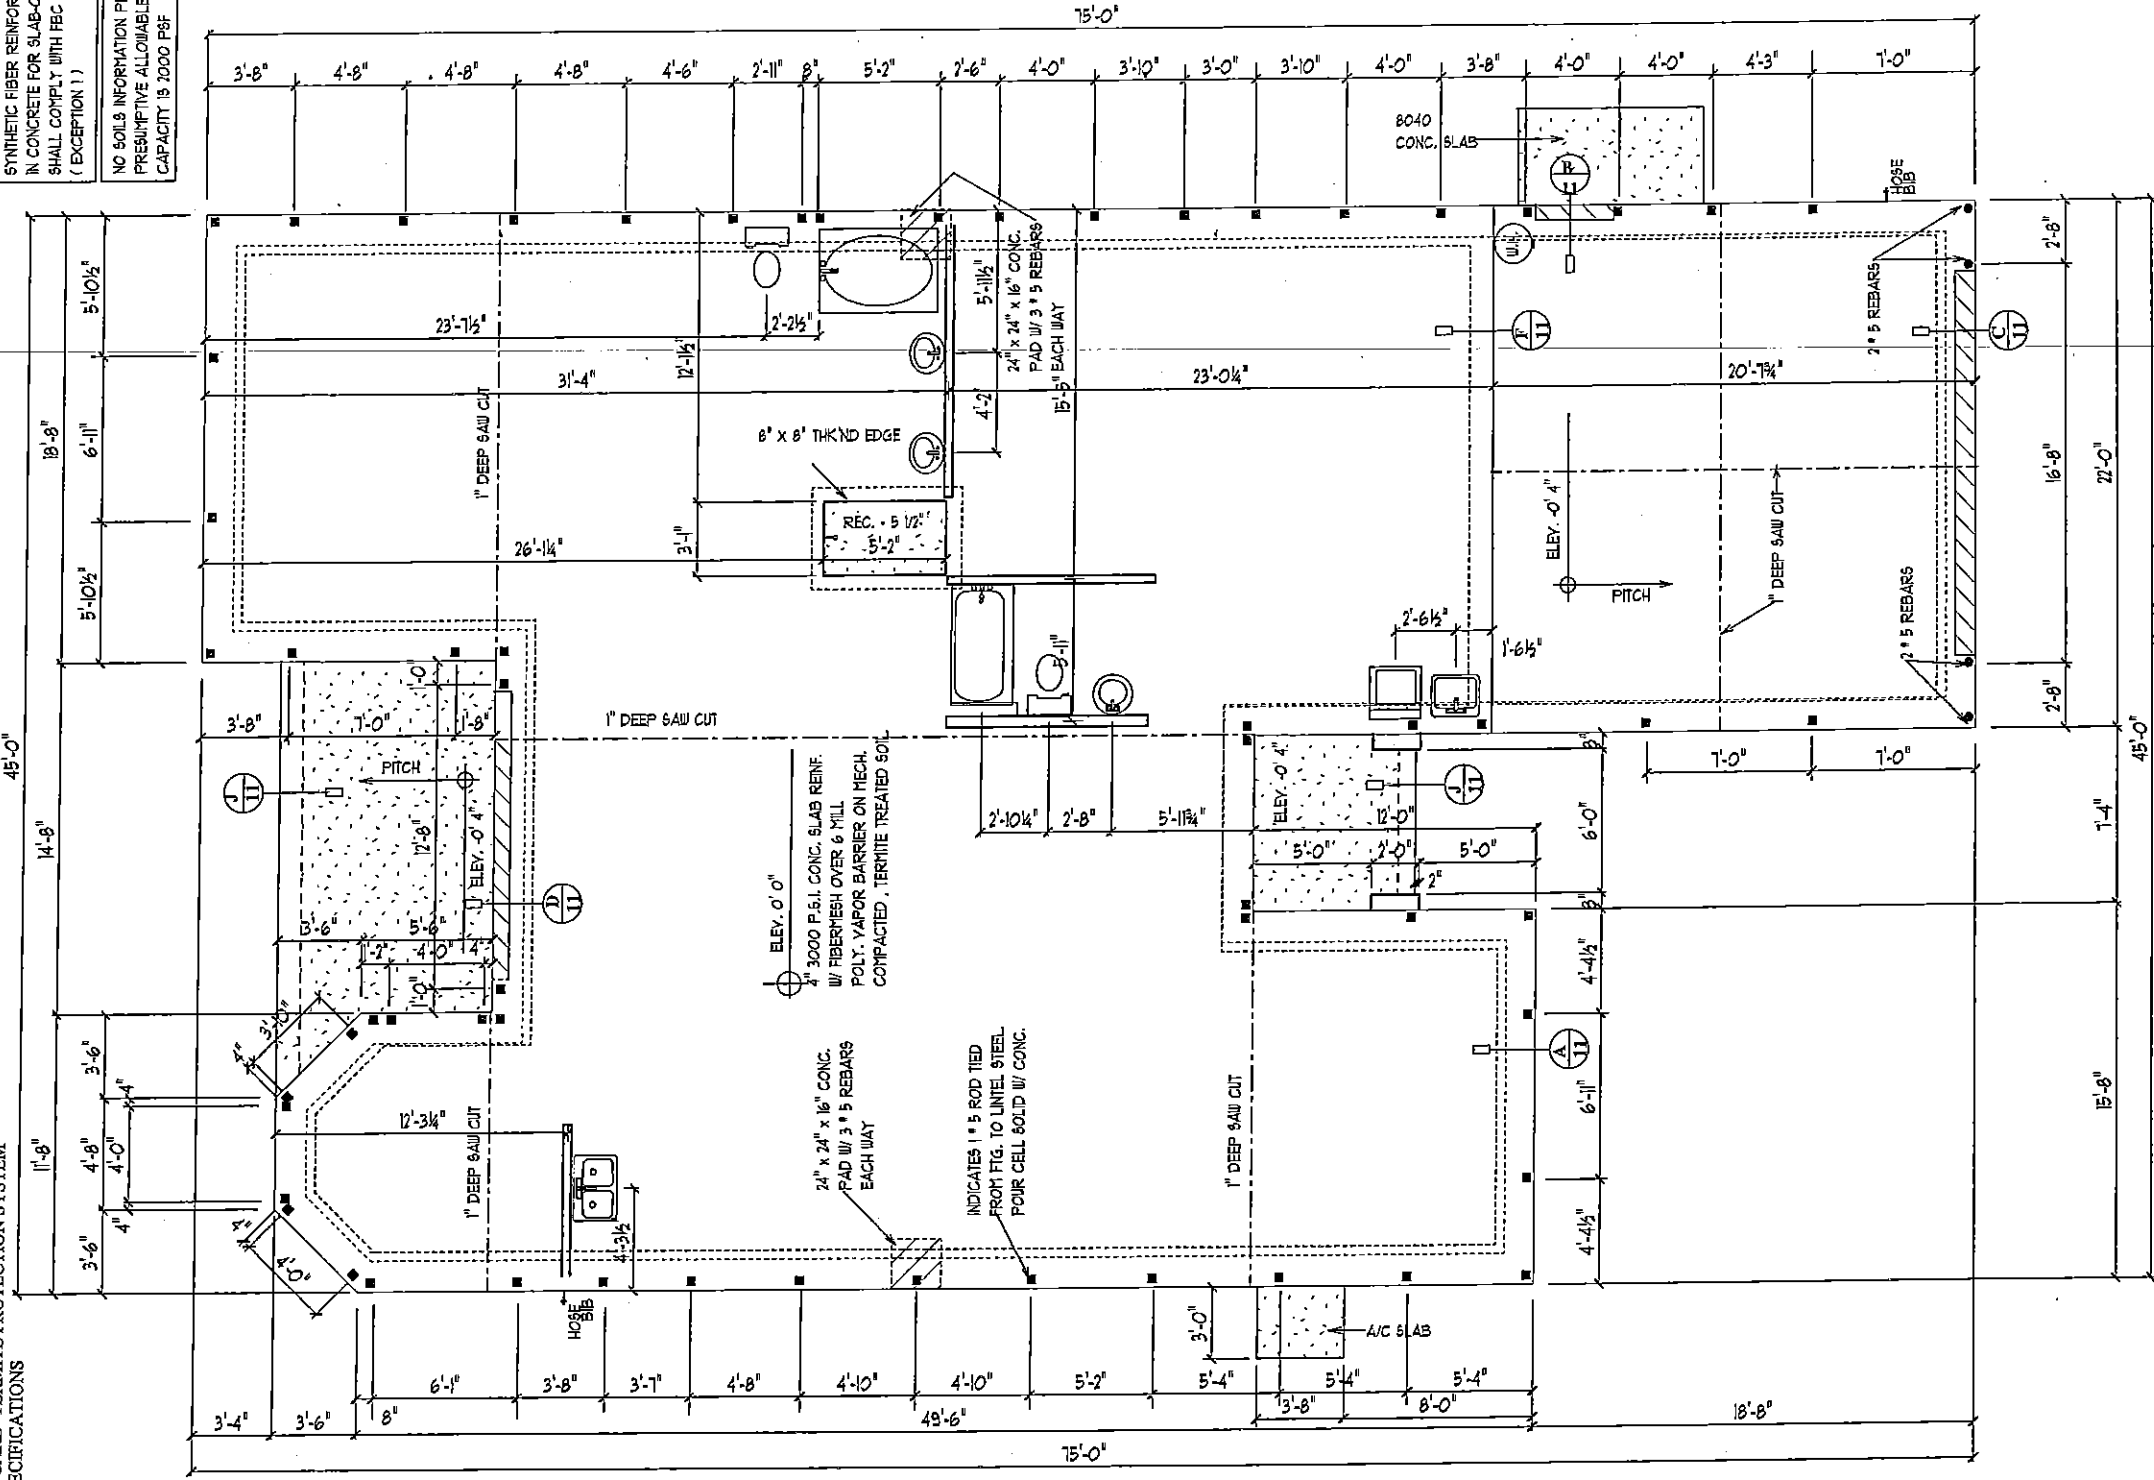 SYNTHETIC FIBER REINFOR
IN CONCRETE FOR SLAB-O
SHALL COMPLY WITH FBC
( EXCEPTION 1 )
NO SOILS INFORMATION PR
PRESUMPTIVE ALLOWABLE
CAPACITY IS 2000 PSF
75'-0"
3'-8" 4'-8" 4'-8" 4'-8" 4'-6" 2'-11" 8" 5'-2" 2'-6" 4'-0" 3'-10" 3'-0" 3'-10" 4'-0" 3'-8" 4'-0" 4'-0" 4'-3" 7'-0"
8040
CONC. SLAB
B
11
HOSE
BIB
45'-0"
18'-8"
14'-8"
11'-8"
5'-10½"
6'-11"
5'-10½"
3'-6"
4'-8"
3'-6"
4"
4'-0"
4"
23'-7½"
2'-2½"
31'-4"
12'-1½"
5'-11½"
4'-2"
24" x 24" x 16" CONC.
PAD W/ 3 # 5 REBARS
EACH WAY
15'-5"
23'-0¼"
20'-7¾"
F
11
C
11
2 # 5 REBARS
2'-8"
16'-8"
2'-8"
22'-0"
1" DEEP SAW CUT
8" X 8" THK'ND EDGE
REC. - 5 1/2"
5'-2"
26'-1¼"
3'-1"
ELEV. -0' 4"
PITCH
1" DEEP SAW CUT
2 # 5 REBARS
5'-11"
2'-6½"
1'-6½"
3'-8" 7'-0" 1'-8"
1'-0"
1" DEEP SAW CUT
PITCH
J
11
12'-8"
ELEV. -0' 4"
D
11
3'-6" 5'-6"
1'-2" 4'-0" 4"
1'-0"
ELEV. 0' 0"
4" 3000 P.S.I. CONC. SLAB REINF.
W/ FIBERMESH OVER 6 MILL
POLY. VAPOR BARRIER ON MECH.
COMPACTED , TERMITE TREATED SOIL
2'-10¼" 2'-8" 5'-11¾"
ELEV. -0' 4"
J
11
12'-0"
5'-0" 2'-0" 5'-0"
2"
8"
6'-0"
8"
7'-0" 7'-0"
7'-4"
45'-0"
15'-8"
4'-4½"
6'-11"
4'-4½"
A
11
3'-0"
4"
4"
4'-0"
12'-3¼"
1" DEEP SAW CUT
4'-3½
24" x 24" x 16" CONC.
PAD W/ 3 # 5 REBARS
EACH WAY
INDICATES 1 # 5 ROD TIED
FROM FTG. TO LINTEL STEEL
POUR CELL SOLID W/ CONC.
1" DEEP SAW CUT
HOSE
BIB
3'-0"
A/C SLAB
6'-1" 3'-8" 3'-7" 4'-8" 4'-10" 4'-10" 5'-2" 5'-4" 5'-4" 5'-4"
3'-4" 3'-6" 8" 49'-6" 3'-8" 8'-0" 18'-8"
75'-0"
PROTECTION SYSTEM
ECIFICATIONS